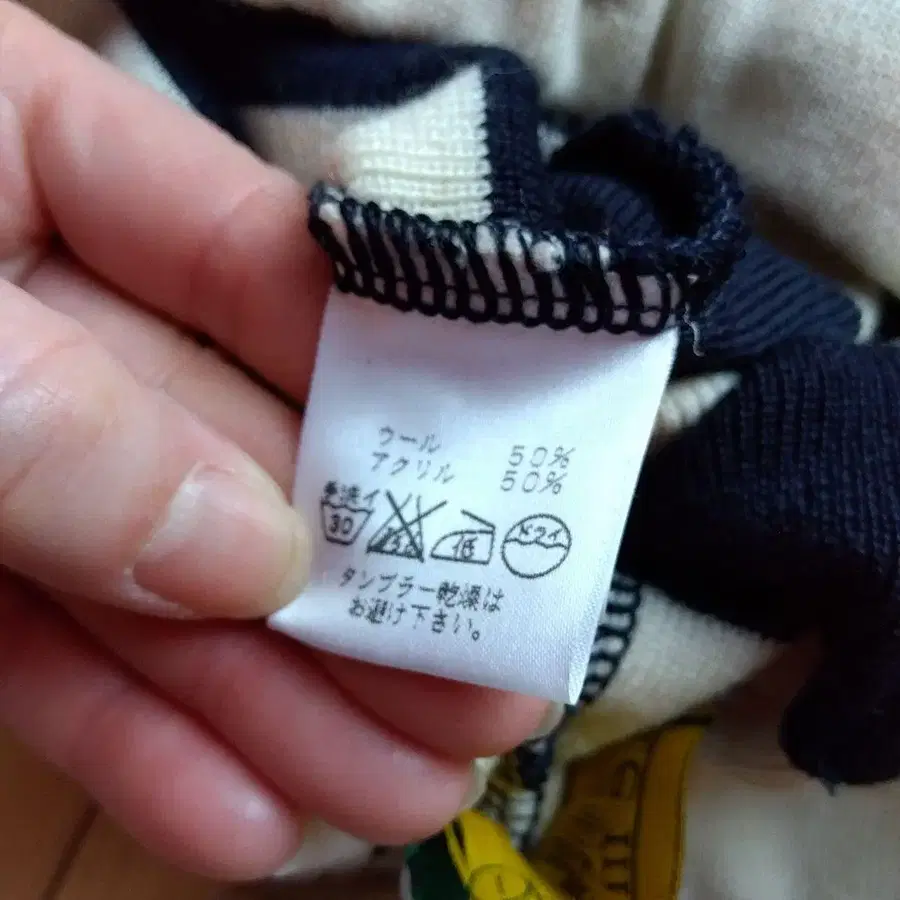 ウール 50%
アクリル 50%
手洗イ
30
低
ドライ
タンブラー乾燥は
お避け下さい。